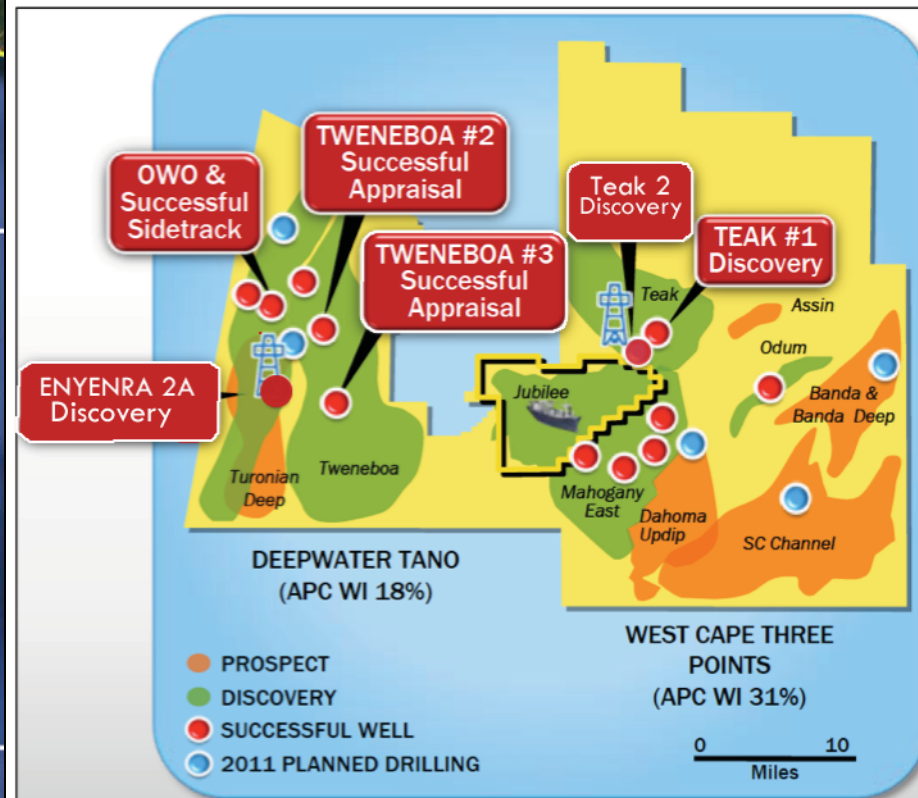 TWENEBOA #2
Successful
Appraisal
OWO &
Successful
Sidetrack
Teak 2
Discovery
TWENEBOA #3
Successful
Appraisal
TEAK #1
Discovery
Teak
Assin
Odum
ENYENRA 2A
Discovery
Jubilee
Banda &
Banda Deep
Turonian
Deep
Tweneboa
Mahogany
East
Dahoma
Updip
SC Channel
DEEPWATER TANO
(APC WI 18%)
WEST CAPE THREE
POINTS
(APC WI 31%)
PROSPECT
DISCOVERY
SUCCESSFUL WELL
2011 PLANNED DRILLING
0 10
Miles